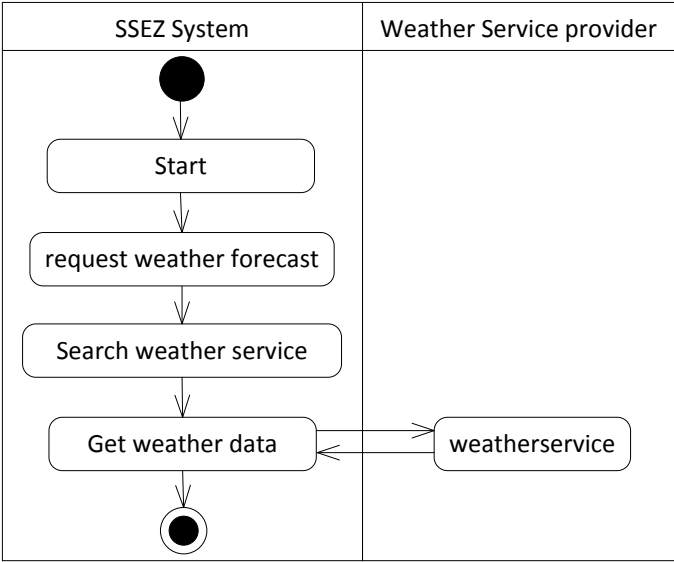 SSEZ System
Weather Service provider
Start
request weather forecast
Search weather service
Get weather data
weatherservice